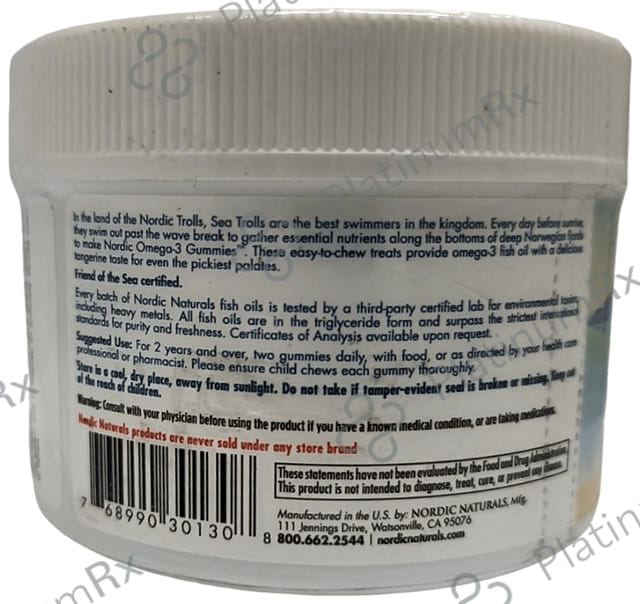 In the land of the Nordic Trolls, Sea Trolls are the best swimmers in the kingdom. Every day before sunrise,
they swim out past the wave break to gather essential nutrients along the bottoms of deep Norwegian fjords
to make Nordic Omega-3 Gummies™. These easy-to-chew treats provide omega-3 fish oil with a delicious
tangerine taste for even the pickiest palates.
Friend of the Sea certified.
Every batch of Nordic Naturals fish oils is tested by a third-party certified lab for environmental toxins,
including heavy metals. All fish oils are in the triglyceride form and surpass the strictest international
standards for purity and freshness. Certificates of Analysis available upon request.
Suggested Use: For 2 years and over, two gummies daily, with food, or as directed by your health care
professional or pharmacist. Please ensure child chews each gummy thoroughly.
Store in a cool, dry place, away from sunlight. Do not take if tamper-evident seal is broken or missing. Keep out
of the reach of children.
Warning: Consult with your physician before using the product if you have a known medical condition, or are taking medications.
Nordic Naturals products are never sold under any store brand
These statements have not been evaluated by the Food and Drug Administration.
This product is not intended to diagnose, treat, cure, or prevent any disease.
Manufactured in the U.S. by: NORDIC NATURALS, Mfg.
111 Jennings Drive, Watsonville, CA 95076
800.662.2544 | nordicnaturals.com
7 68990 30130 8
PlatinumRx